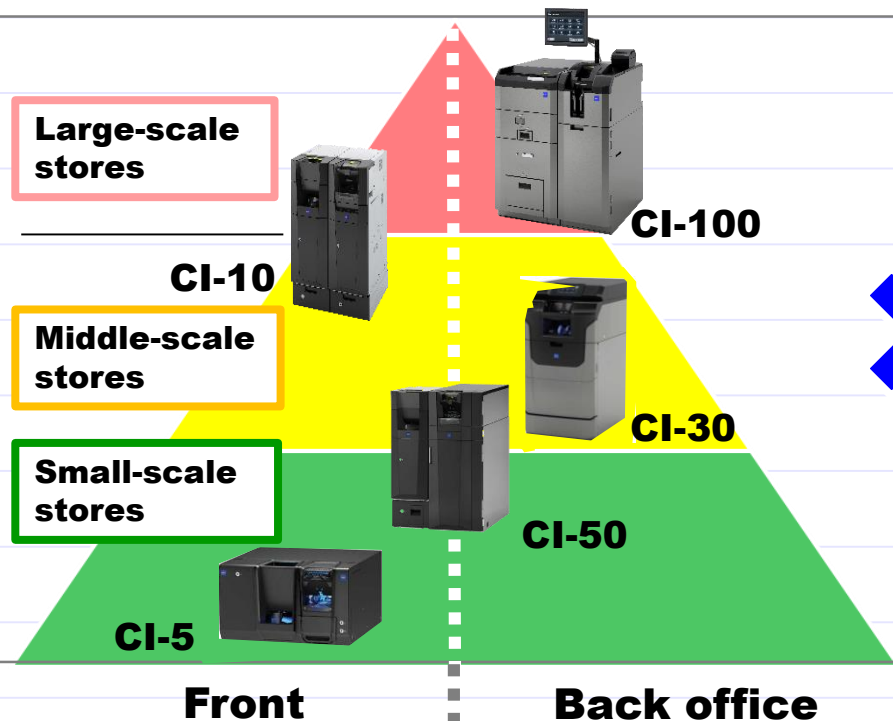 Large-scale
stores
CI-100
CI-10
Middle-scale
stores
CI-30
Small-scale
stores
CI-50
CI-5
Front
Back office